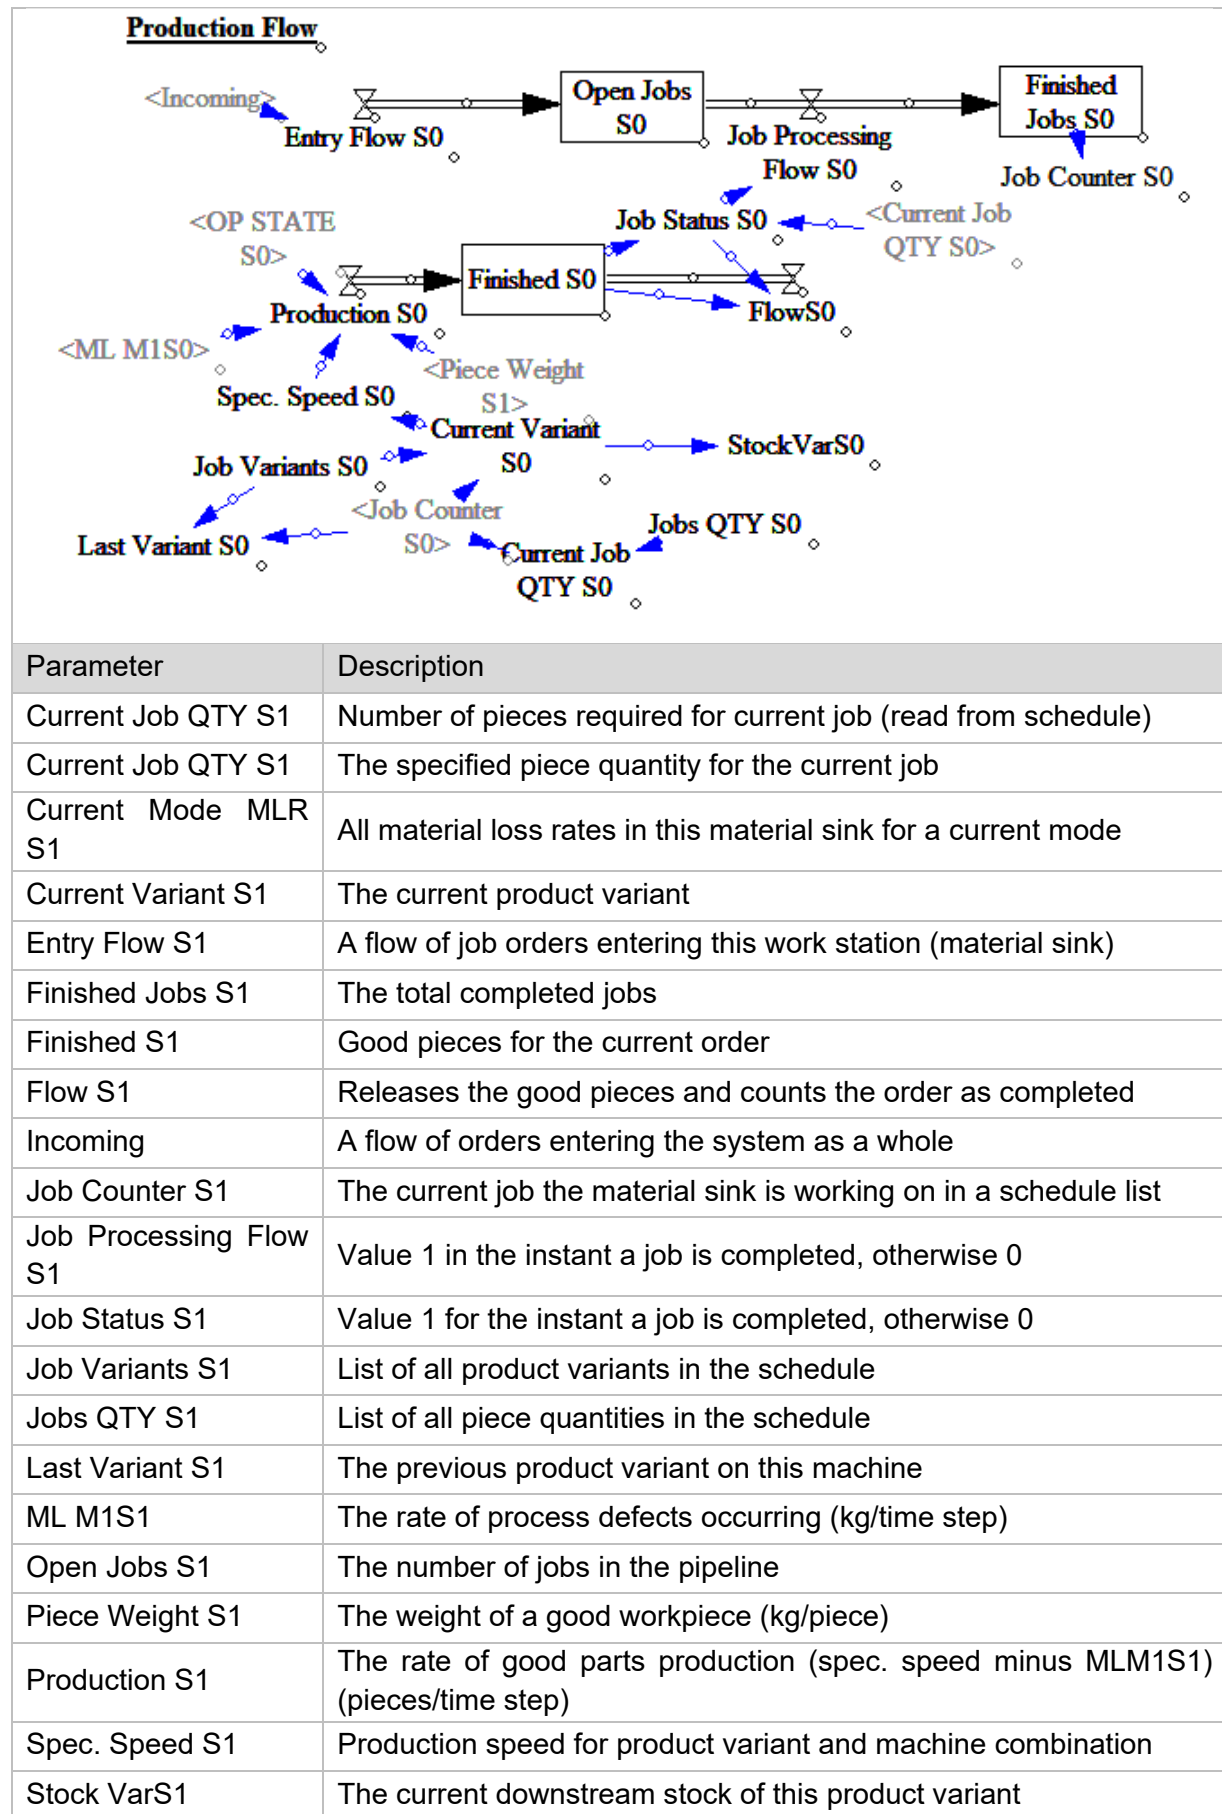 Production Flow
<Incoming>
Entry Flow S0
Open Jobs
S0
Job Processing
Flow S0
Finished
Jobs S0
Job Counter S0
<OP STATE
S0>
Job Status S0
<Current Job
QTY S0>
Finished S0
Production S0
FlowS0
<ML M1S0>
<Piece Weight
S1>
Spec. Speed S0
Current Variant
S0
StockVarS0
Job Variants S0
<Job Counter
S0>
Jobs QTY S0
Last Variant S0
Current Job
QTY S0
Parameter Description
Current Job QTY S1 Number of pieces required for current job (read from schedule)
Current Job QTY S1 The specified piece quantity for the current job
Current Mode MLR
S1
All material loss rates in this material sink for a current mode
Current Variant S1 The current product variant
Entry Flow S1 A flow of job orders entering this work station (material sink)
Finished Jobs S1 The total completed jobs
Finished S1 Good pieces for the current order
Flow S1 Releases the good pieces and counts the order as completed
Incoming A flow of orders entering the system as a whole
Job Counter S1 The current job the material sink is working on in a schedule list
Job Processing Flow
S1
Value 1 in the instant a job is completed, otherwise 0
Job Status S1 Value 1 for the instant a job is completed, otherwise 0
Job Variants S1 List of all product variants in the schedule
Jobs QTY S1 List of all piece quantities in the schedule
Last Variant S1 The previous product variant on this machine
ML M1S1 The rate of process defects occurring (kg/time step)
Open Jobs S1 The number of jobs in the pipeline
Piece Weight S1 The weight of a good workpiece (kg/piece)
Production S1
The rate of good parts production (spec. speed minus MLM1S1)
(pieces/time step)
Spec. Speed S1 Production speed for product variant and machine combination
Stock VarS1 The current downstream stock of this product variant